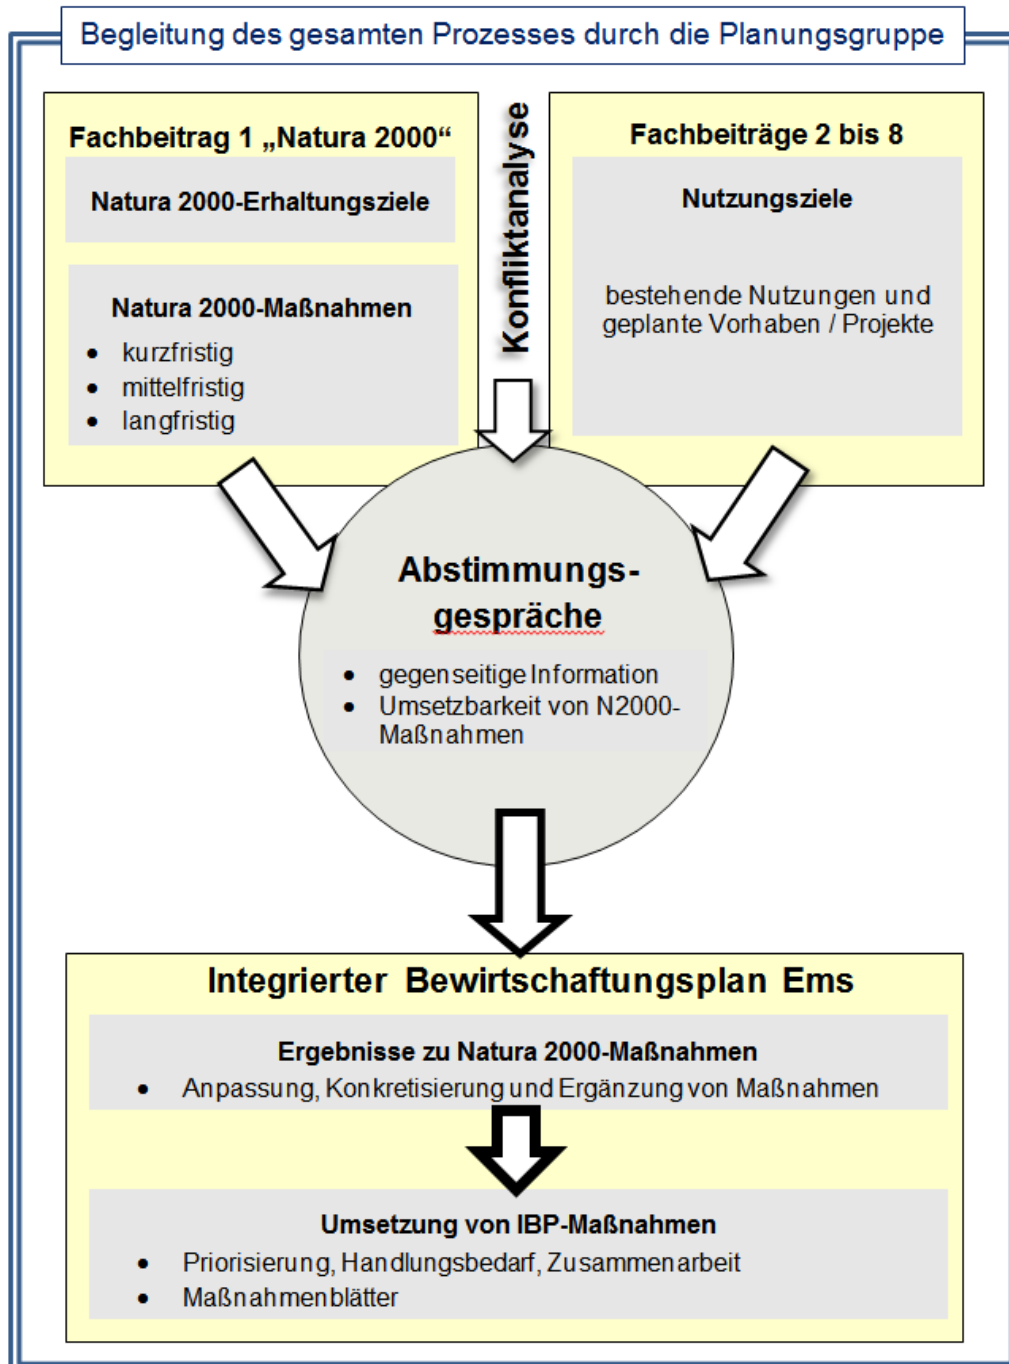 Begleitung des gesamten Prozesses durch die Planungsgruppe
Fachbeitrag 1 „Natura 2000“
Natura 2000-Erhaltungsziele
Natura 2000-Maßnahmen
• kurzfristig
• mittelfristig
• langfristig
Konfliktanalyse
Fachbeiträge 2 bis 8
Nutzungsziele
bestehende Nutzungen und
geplante Vorhaben / Projekte
Abstimmungs-
gespräche
• gegenseitige Information
• Umsetzbarkeit von N2000-
Maßnahmen
Integrierter Bewirtschaftungsplan Ems
Ergebnisse zu Natura 2000-Maßnahmen
• Anpassung, Konkretisierung und Ergänzung von Maßnahmen
Umsetzung von IBP-Maßnahmen
• Priorisierung, Handlungsbedarf, Zusammenarbeit
• Maßnahmenblätter